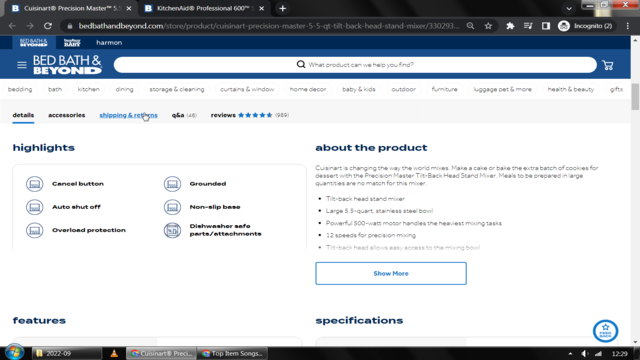 Cuisinart® Precision Master™ 5.5
KitchenAid® Professional 600™ 5
bedbathandbeyond.com/store/product/cuisinart-precision-master-5-5-qt-tilt-back-head-stand-mixer/330293...
Incognito (2)
BED BATH & BEYOND
buybuy BABY
harmon
BED BATH &
BEYOND
What product can we help you find?
bedding bath kitchen dining storage & cleaning curtains & window home decor baby & kids outdoor furniture luggage pet & more health & beauty gifts
details accessories shipping & returns q&a (46) reviews (989)
highlights
Cancel button
Grounded
Auto shut off
Non-slip base
Overload protection
Dishwasher safe
parts/attachments
about the product
Cuisinart is changing the way the world mixes. Make a cake or bake the extra batch of cookies for
dessert with the Precision Master Tilt-Back Head Stand Mixer. Meals to be prepared in large
quantities are no match for this mixer.
• Tilt-back head stand mixer
• Large 5.5-quart, stainless steel bowl
• Powerful 500-watt motor handles the heaviest mixing tasks
• 12 speeds for precision mixing
• Tilt-back head allows easy access to the mixing bowl
Show More
features
specifications
FEED
BACK
2022-09
Cuisinart® Preci...
Top Item Songs...
12:29